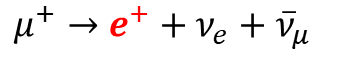 μ⁺ → e⁺ + νₑ + ν̄_μ